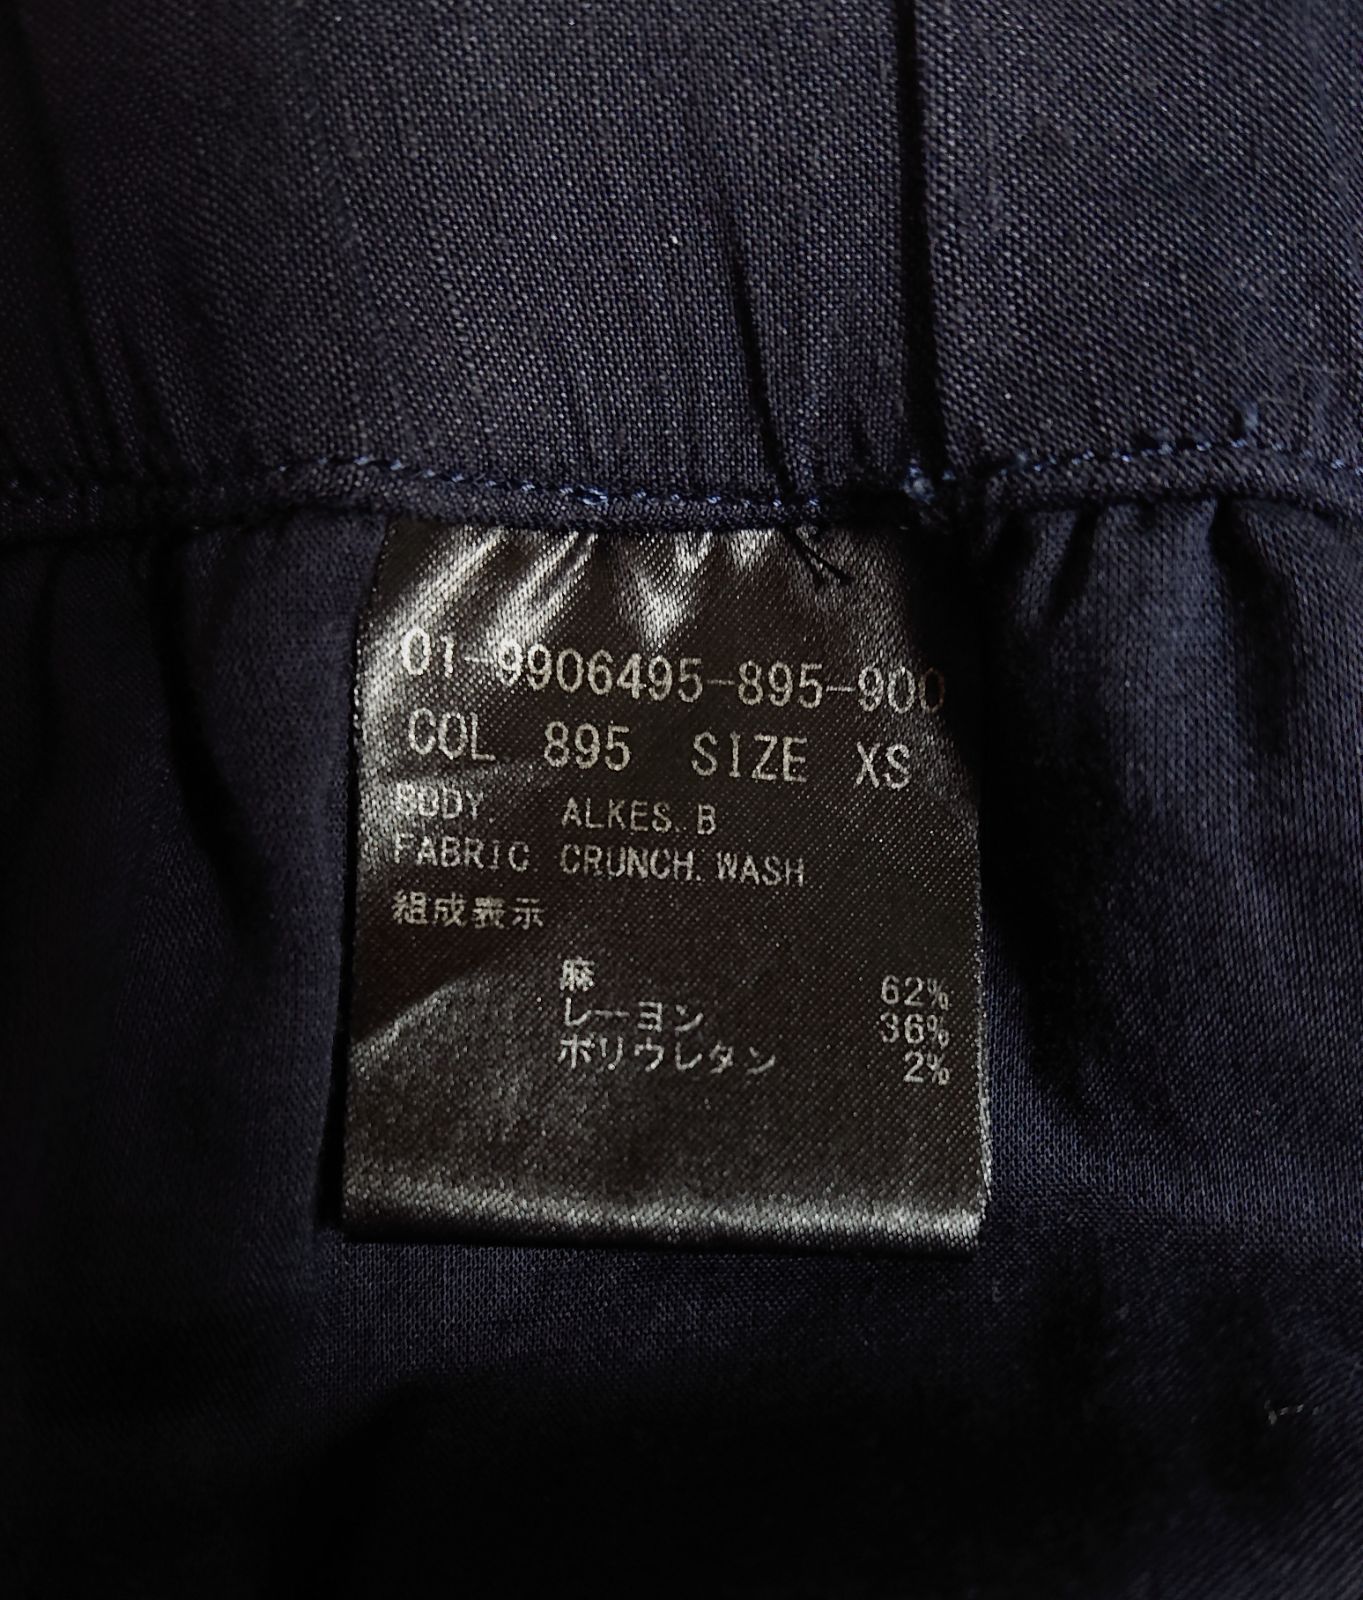 01-9906495-895-900
COL 895 SIZE XS
BODY. ALKES.B
FABRIC. CRUNCH.WASH
組成表示
麻 62%
レーヨン 36%
ポリウレタン 2%